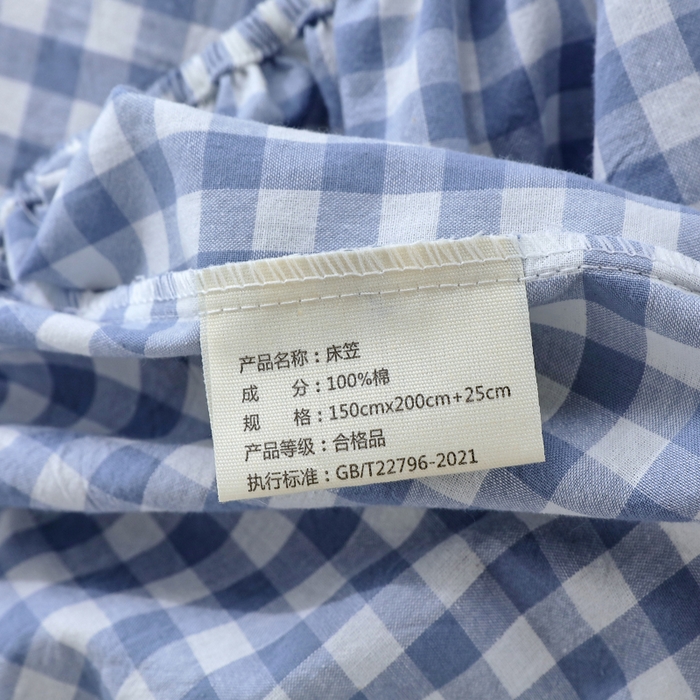 产品名称：床笠
成　　分：100%棉
规　　格：150cmx200cm+25cm
产品等级：合格品
执行标准：GB/T22796-2021